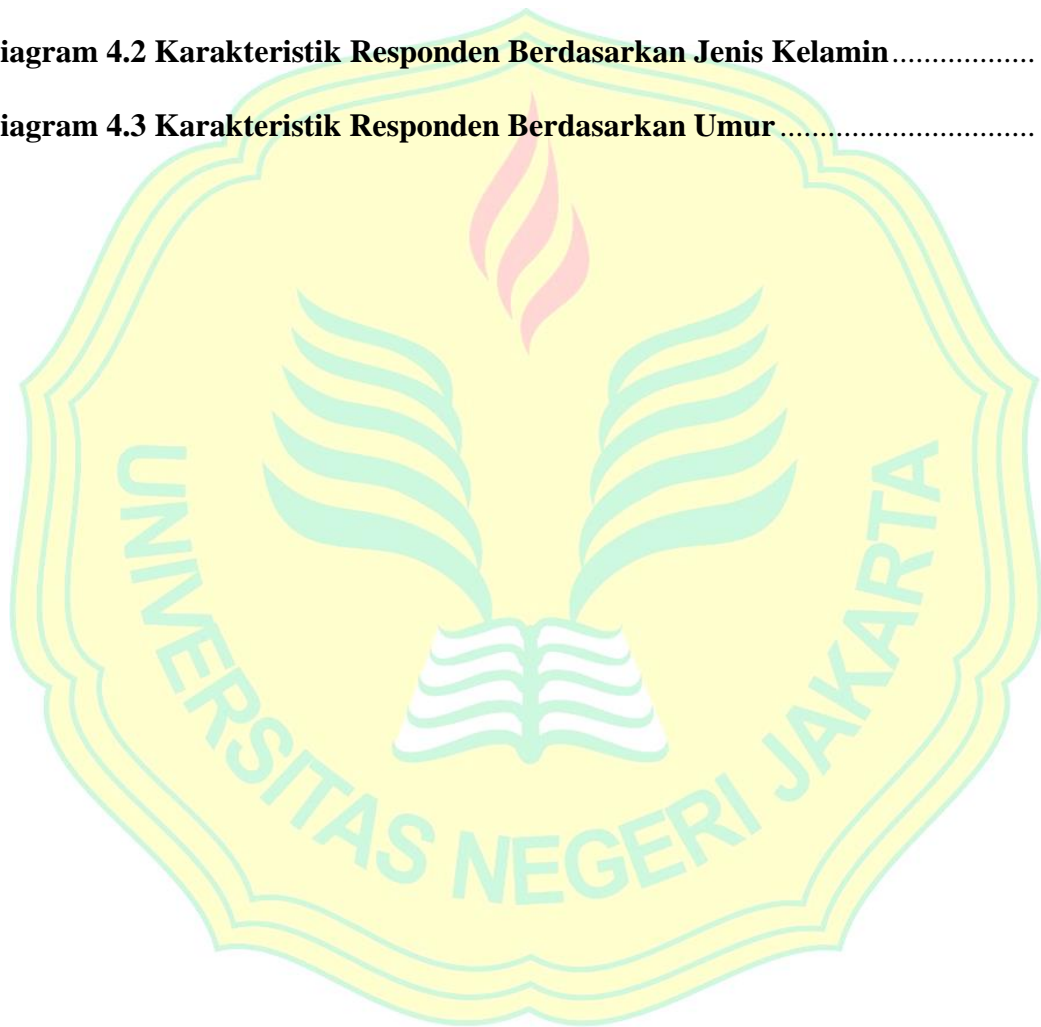 iagram 4.2 Karakteristik Responden Berdasarkan Jenis Kelamin..................
iagram 4.3 Karakteristik Responden Berdasarkan Umur................................
UNIVERSITAS NEGERI JAKARTA